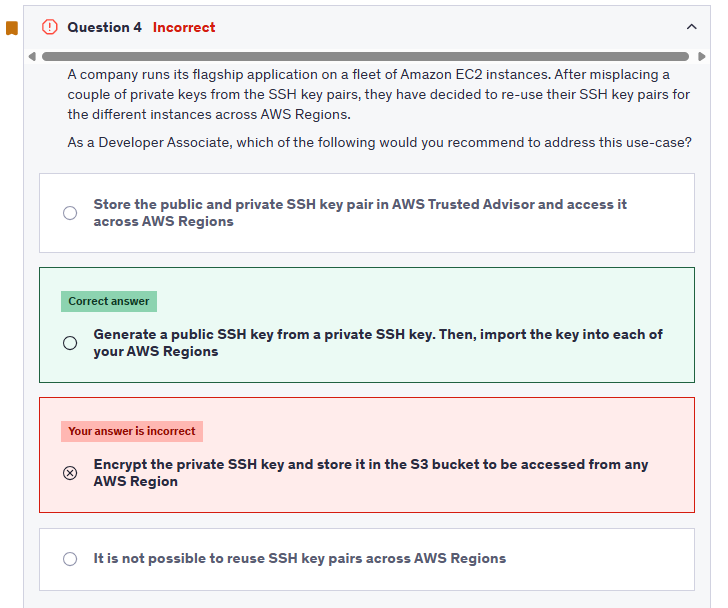 Question 4 Incorrect
A company runs its flagship application on a fleet of Amazon EC2 instances. After misplacing a
couple of private keys from the SSH key pairs, they have decided to re-use their SSH key pairs for
the different instances across AWS Regions.
As a Developer Associate, which of the following would you recommend to address this use-case?
Store the public and private SSH key pair in AWS Trusted Advisor and access it
across AWS Regions
Correct answer
Generate a public SSH key from a private SSH key. Then, import the key into each of
your AWS Regions
Your answer is incorrect
Encrypt the private SSH key and store it in the S3 bucket to be accessed from any
AWS Region
It is not possible to reuse SSH key pairs across AWS Regions